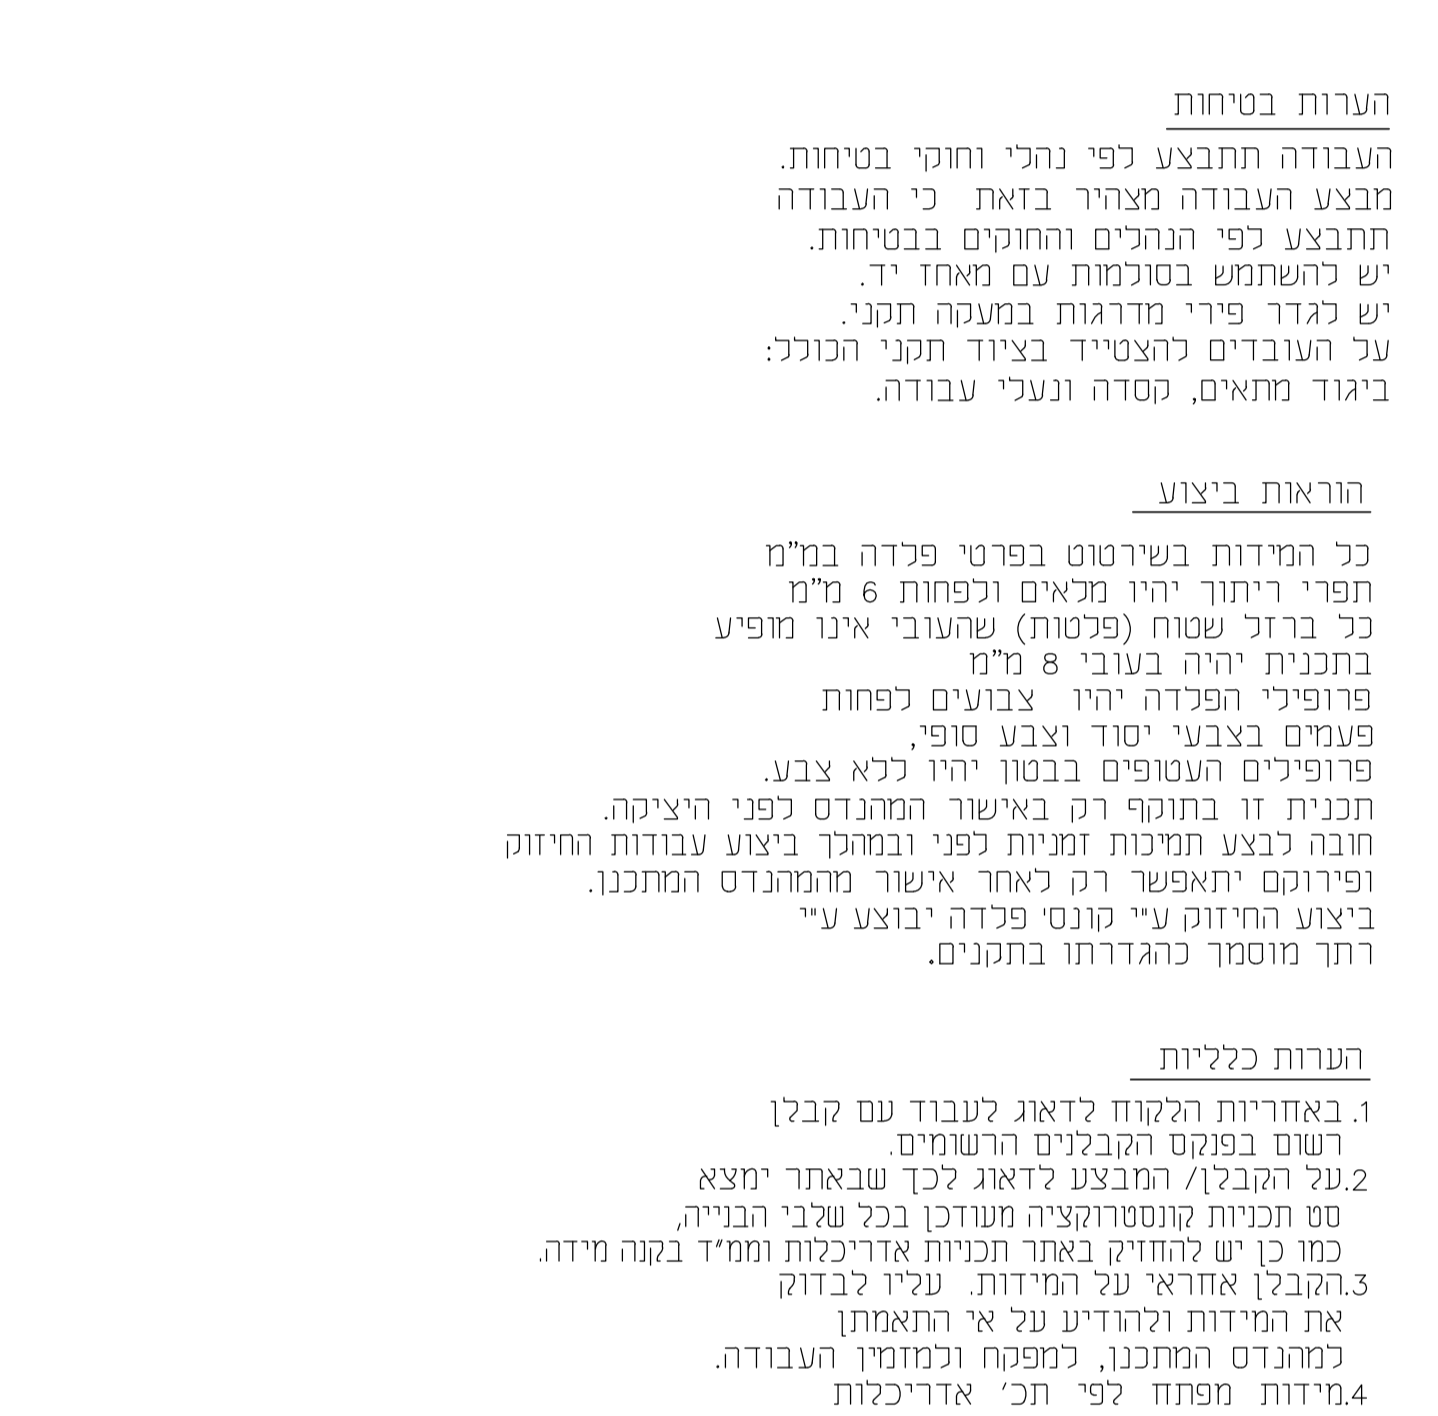 הערות בטיחות
העבודה תתבצע לפי נהלי וחוקי בטיחות.
מבצע העבודה מצהיר בזאת כי העבודה
תתבצע לפי הנהלים והחוקים בבטיחות.
יש להשתמש בסולמות עם מאחז יד.
יש לגדר פירי מדרגות במעקה תקני.
על העובדים להצטייד בציוד תקני הכולל:
ביגוד מתאים, קסדה ונעלי עבודה.
הוראות ביצוע
כל המידות בשירטוט בפרטי פלדה במ"מ
תפרי ריתוך יהיו מלאים ולפחות 6 מ"מ
כל ברזל שטוח (פלטות) שהעובי אינו מופיע
בתכנית יהיה בעובי 8 מ"מ
פרופילי הפלדה יהיו צבועים לפחות
פעמים בצבעי יסוד וצבע סופי,
פרופילים העטופים בבטון יהיו ללא צבע.
תכנית זו בתוקף רק באישור המהנדס לפני היציקה.
חובה לבצע תמיכות זמניות לפני ובמהלך ביצוע עבודות החיזוק
ופירוקם יתאפשר רק לאחר אישור מהמהנדס המתכנן.
ביצוע החיזוק ע"י קונס' פלדה יבוצע ע"י
רתך מוסמך כהגדרתו בתקנים.
הערות כלליות
1. באחריות הלקוח לדאוג לעבוד עם קבלן
רשום בפנקס הקבלנים הרשומים.
2.על הקבלן/ המבצע לדאוג לכך שבאתר ימצא
סט תכניות קונסטרוקציה מעודכן בכל שלבי הבנייה,
כמו כן יש להחזיק באתר תכניות אדריכלות וממ"ד בקנה מידה.
3.הקבלן אחראי על המידות. עליו לבדוק
את המידות ולהודיע על אי התאמתן
למהנדס המתכנן, למפקח ולמזמין העבודה.
4.מידות מפתח לפי תכ' אדריכלות